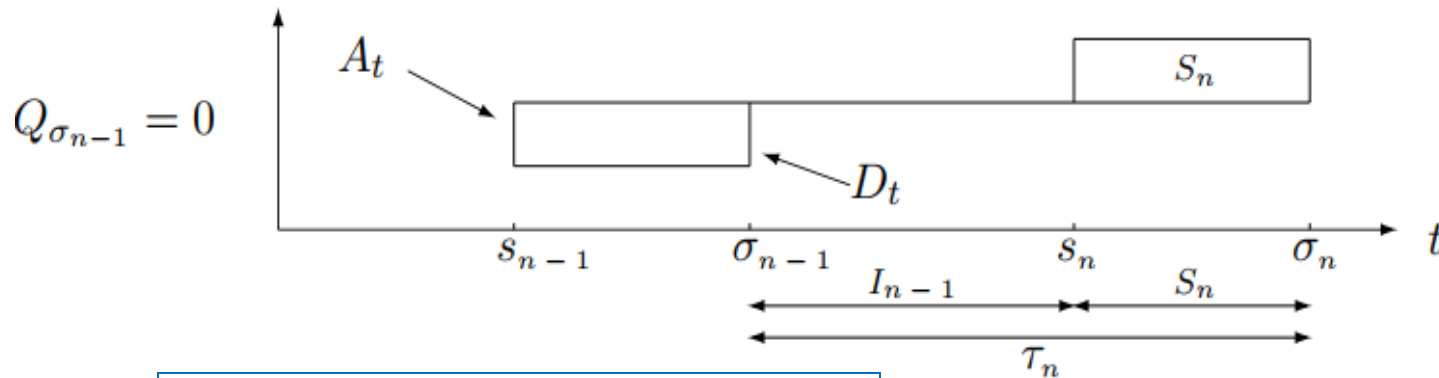 A_t
S_n
Q_{σ_{n−1}} = 0
D_t
s_{n − 1} σ_{n − 1} s_n σ_n t
I_{n − 1} S_n
τ_n